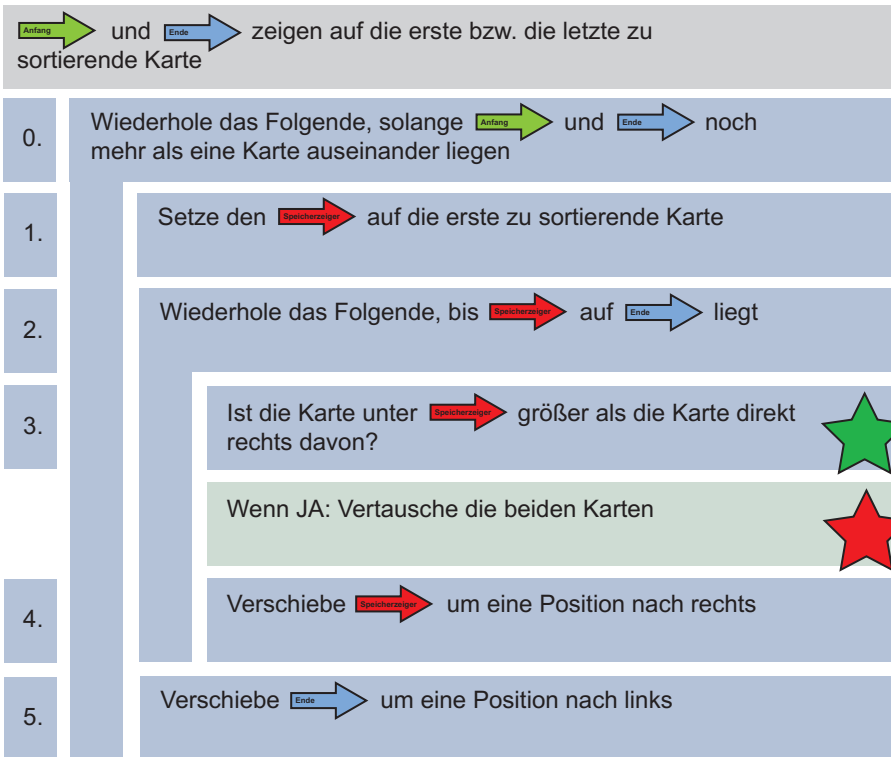 Anfang und Ende zeigen auf die erste bzw. die letzte zu
sortierende Karte
0. Wiederhole das Folgende, solange Anfang und Ende noch
mehr als eine Karte auseinander liegen
1. Setze den Speicherzeiger auf die erste zu sortierende Karte
2. Wiederhole das Folgende, bis Speicherzeiger auf Ende liegt
3. Ist die Karte unter Speicherzeiger größer als die Karte direkt
rechts davon?
Wenn JA: Vertausche die beiden Karten
4. Verschiebe Speicherzeiger um eine Position nach rechts
5. Verschiebe Ende um eine Position nach links